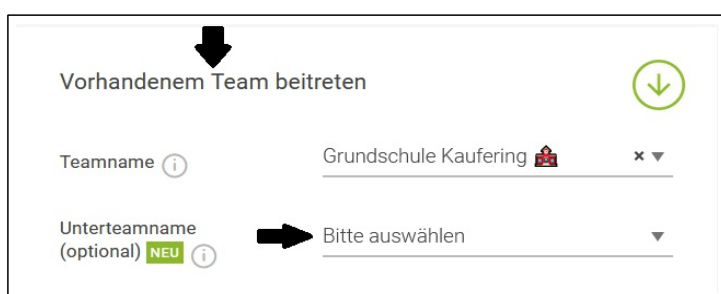 Vorhandenem Team beitreten
Teamname i
Grundschule Kaufering
Unterteamname
(optional) NEU i
Bitte auswählen